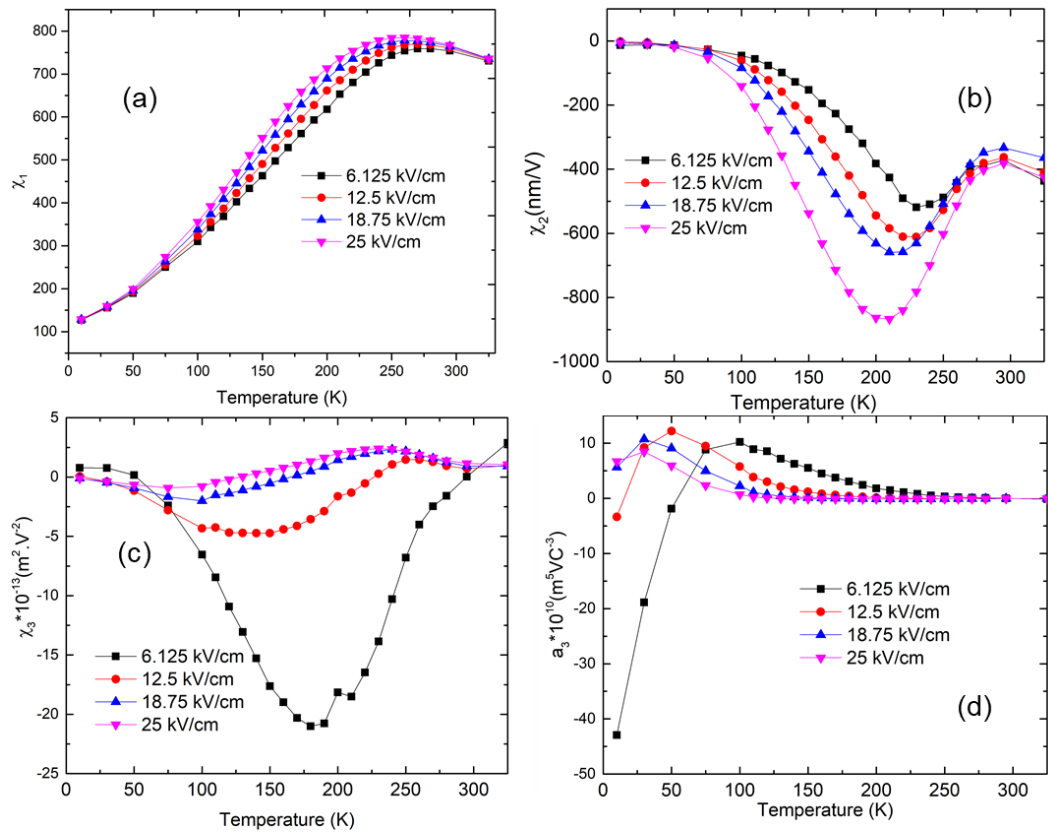 800
700
600
500
400
300
200
100
χ₁
(a)
6.125 kV/cm
12.5 kV/cm
18.75 kV/cm
25 kV/cm
0 50 100 150 200 250 300
Temperature (K)
0
-200
-400
-600
-800
-1000
χ₂(nm/V)
(b)
6.125 kV/cm
12.5 kV/cm
18.75 kV/cm
25 kV/cm
0 50 100 150 200 250 300
Temperature (K)
5
0
-5
-10
-15
-20
-25
χ₃*10⁻¹³(m².V⁻²)
(c)
6.125 kV/cm
12.5 kV/cm
18.75 kV/cm
25 kV/cm
0 50 100 150 200 250 300
Temperature (K)
10
0
-10
-20
-30
-40
-50
a₃*10¹⁰(m⁵VC⁻³)
6.125 kV/cm
12.5 kV/cm
18.75 kV/cm
25 kV/cm
(d)
0 50 100 150 200 250 300
Temperature (K)